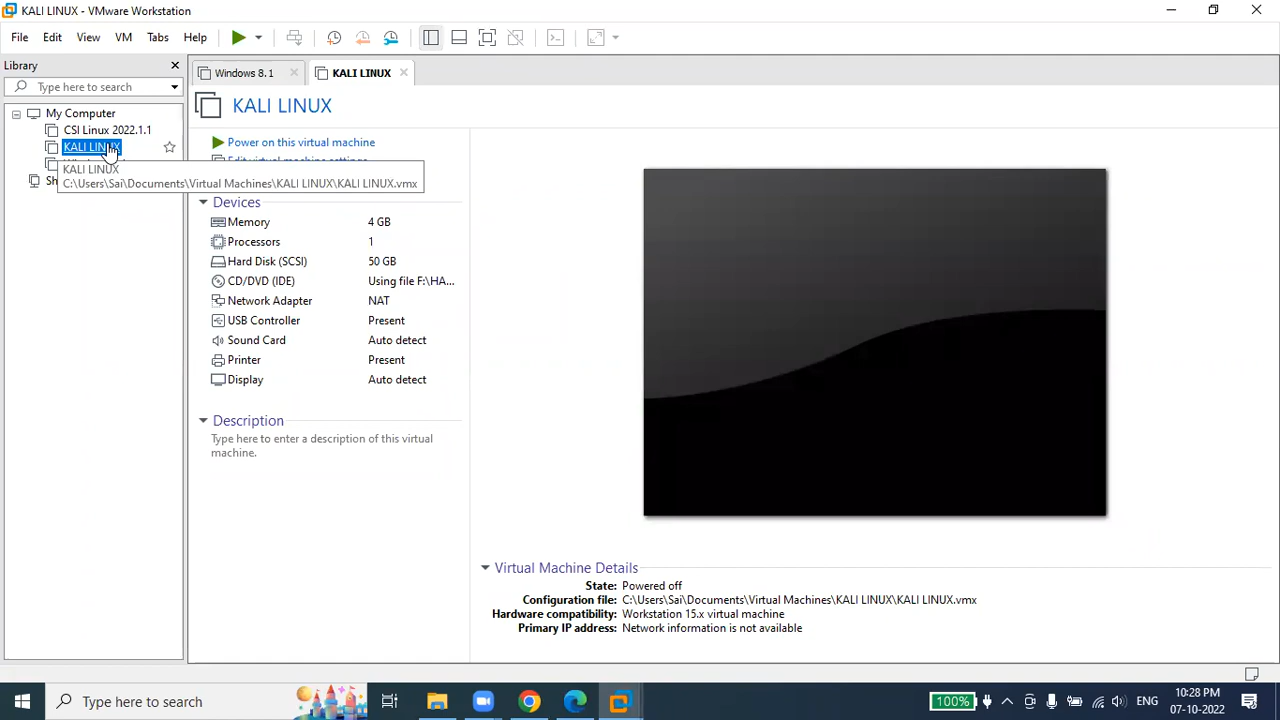 KALI LINUX - VMware Workstation
File Edit View VM Tabs Help
Library
Type here to search
My Computer
CSI Linux 2022.1.1
KALI LINUX
KALI LINUX
C:\Users\Sai\Documents\Virtual Machines\KALI LINUX\KALI LINUX.vmx
Windows 8.1 KALI LINUX
KALI LINUX
Power on this virtual machine
Edit virtual machine settings
Devices
Memory 4 GB
Processors 1
Hard Disk (SCSI) 50 GB
CD/DVD (IDE) Using file F:\HA...
Network Adapter NAT
USB Controller Present
Sound Card Auto detect
Printer Present
Display Auto detect
Description
Type here to enter a description of this virtual
machine.
Virtual Machine Details
State: Powered off
Configuration file: C:\Users\Sai\Documents\Virtual Machines\KALI LINUX\KALI LINUX.vmx
Hardware compatibility: Workstation 15.x virtual machine
Primary IP address: Network information is not available
Type here to search
100%
ENG
10:28 PM
07-10-2022